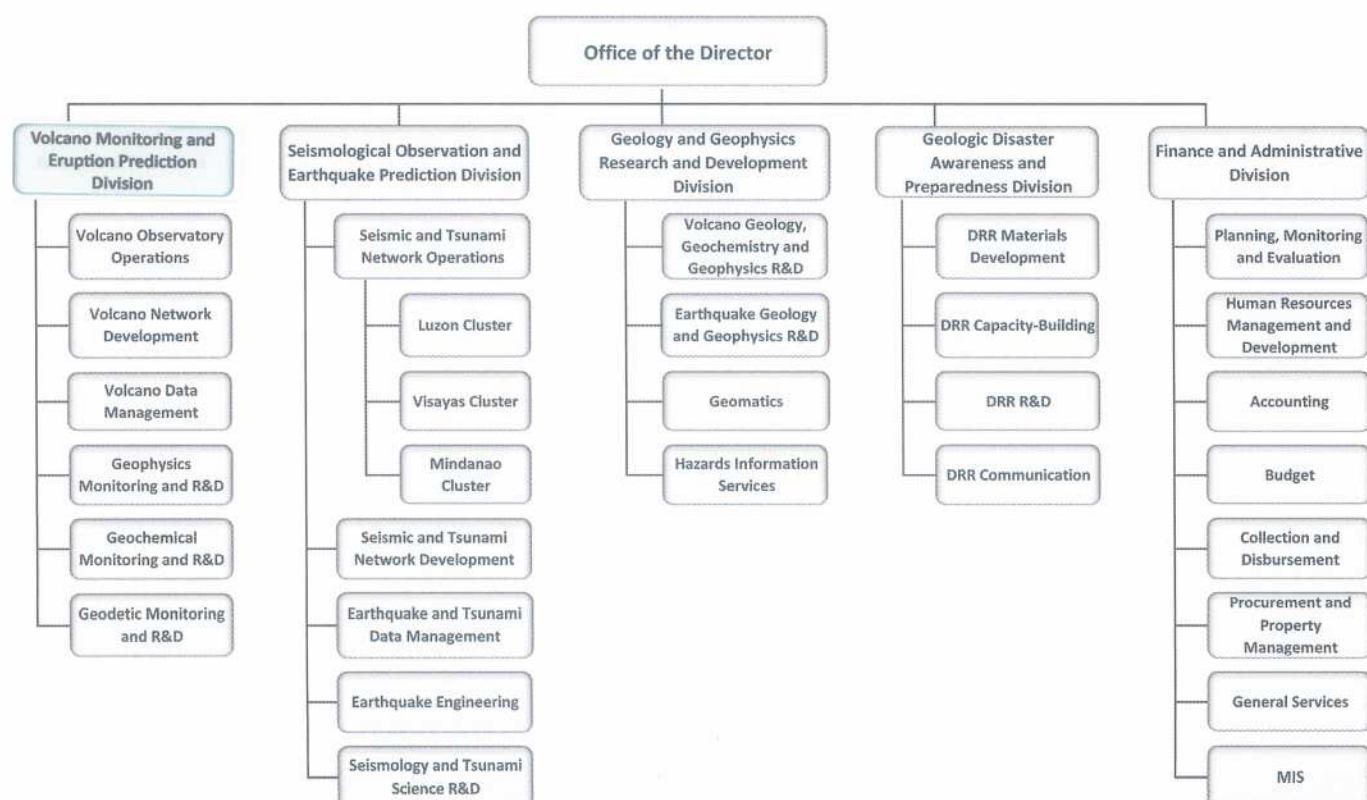 Office of the Director
Volcano Monitoring and
Eruption Prediction
Division
Volcano Observatory
Operations
Volcano Network
Development
Volcano Data
Management
Geophysics
Monitoring and R&D
Geochemical
Monitoring and R&D
Geodetic Monitoring
and R&D
Seismological Observation and
Earthquake Prediction Division
Seismic and Tsunami
Network Operations
Luzon Cluster
Visayas Cluster
Mindanao
Cluster
Seismic and Tsunami
Network Development
Earthquake and Tsunami
Data Management
Earthquake Engineering
Seismology and Tsunami
Science R&D
Geology and Geophysics
Research and Development
Division
Volcano Geology,
Geochemistry and
Geophysics R&D
Earthquake Geology
and Geophysics R&D
Geomatics
Hazards Information
Services
Geologic Disaster
Awareness and
Preparedness Division
DRR Materials
Development
DRR Capacity-Building
DRR R&D
DRR Communication
Finance and Administrative
Division
Planning, Monitoring
and Evaluation
Human Resources
Management and
Development
Accounting
Budget
Collection and
Disbursement
Procurement and
Property
Management
General Services
MIS